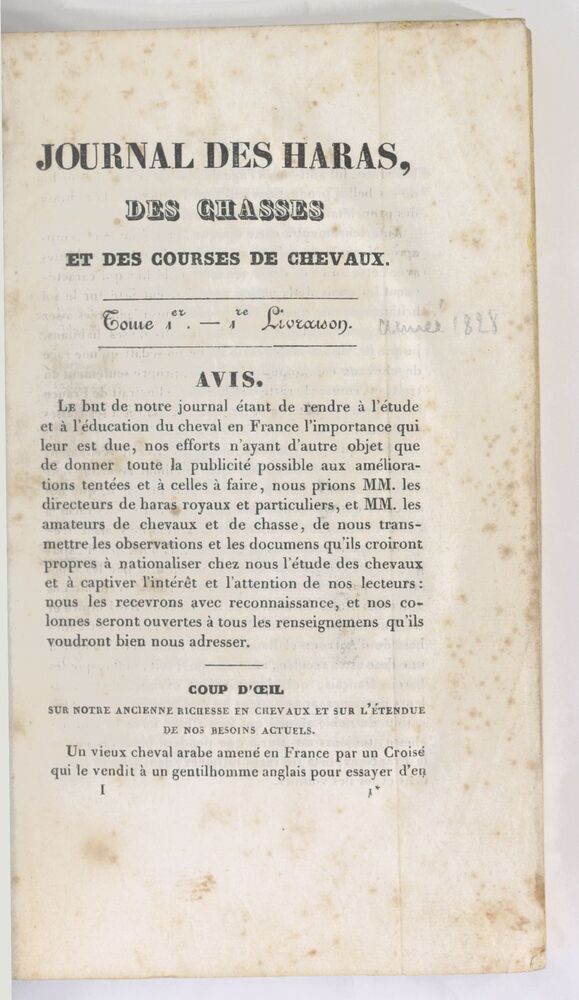 JOURNAL DES HARAS,
DES CHASSES
ET DES COURSES DE CHEVAUX.
Tome 1er. — 1re Livraison.
année 1828
AVIS.
LE but de notre journal étant de rendre à l'étude
et à l'éducation du cheval en France l'importance qui
leur est due, nos efforts n'ayant d'autre objet que
de donner toute la publicité possible aux améliora-
tions tentées et à celles à faire, nous prions MM. les
directeurs de haras royaux et particuliers, et MM. les
amateurs de chevaux et de chasse, de nous trans-
mettre les observations et les documens qu'ils croiront
propres à nationaliser chez nous l'étude des chevaux
et à captiver l'intérêt et l'attention de nos lecteurs :
nous les recevrons avec reconnaissance, et nos co-
lonnes seront ouvertes à tous les renseignemens qu'ils
voudront bien nous adresser.
COUP D'ŒIL
SUR NOTRE ANCIENNE RICHESSE EN CHEVAUX ET SUR L'ÉTENDUE
DE NOS BESOINS ACTUELS.
Un vieux cheval arabe amené en France par un Croisé
qui le vendit à un gentilhomme anglais pour essayer d'en
I 1*